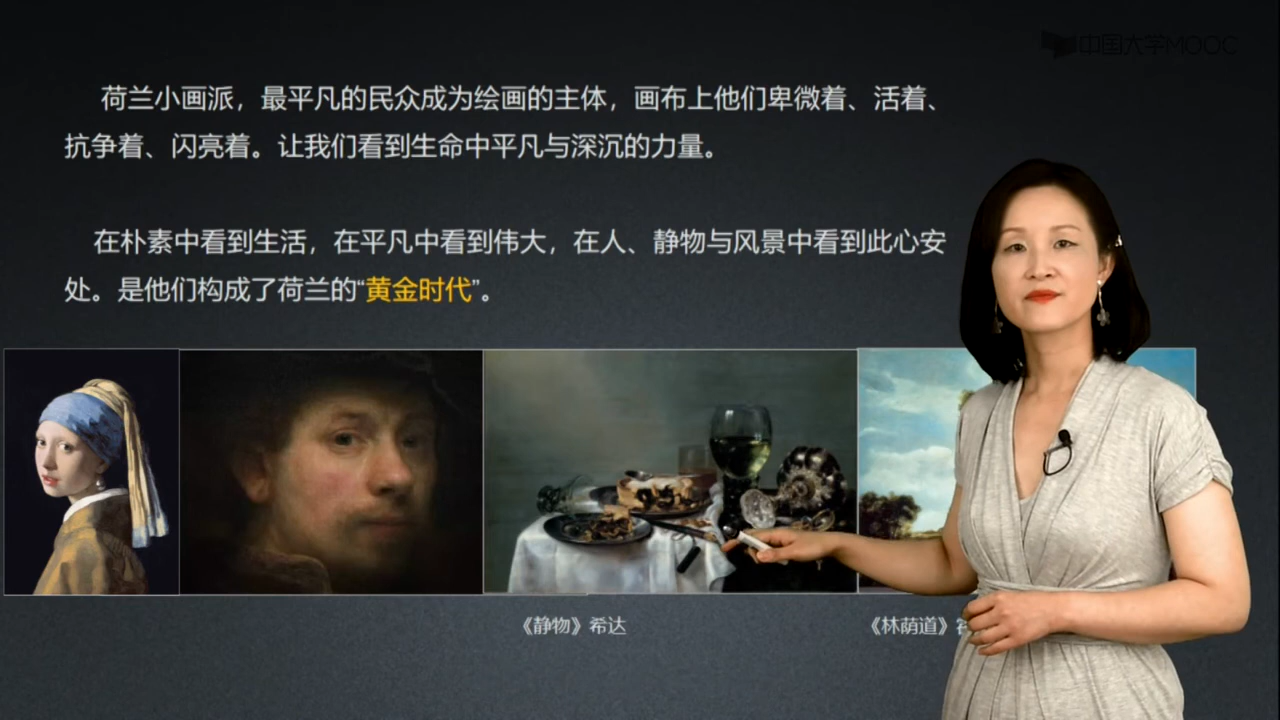 中国大学MOOC
荷兰小画派，最平凡的民众成为绘画的主体，画布上他们卑微着、活着、
抗争着、闪亮着。让我们看到生命中平凡与深沉的力量。
在朴素中看到生活，在平凡中看到伟大，在人、静物与风景中看到此心安
处。是他们构成了荷兰的“黄金时代”。
《静物》希达
《林荫道》